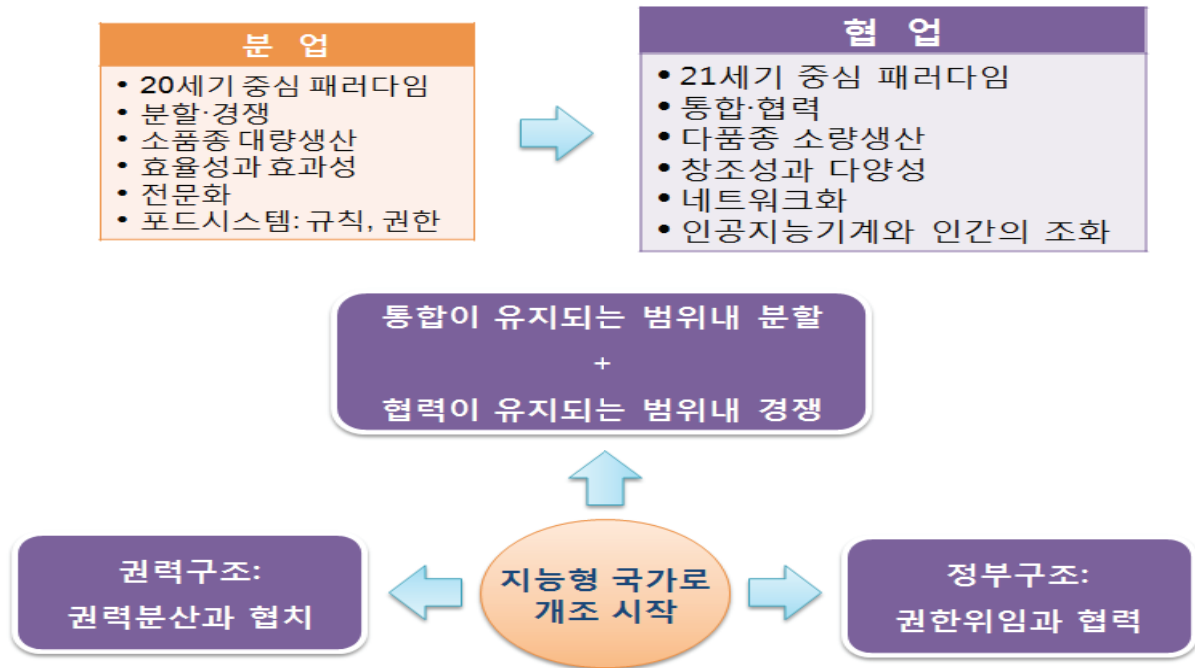 분 업
• 20세기 중심 패러다임
• 분할·경쟁
• 소품종 대량생산
• 효율성과 효과성
• 전문화
• 포드시스템: 규칙, 권한
협 업
• 21세기 중심 패러다임
• 통합·협력
• 다품종 소량생산
• 창조성과 다양성
• 네트워크화
• 인공지능기계와 인간의 조화
통합이 유지되는 범위내 분할
+
협력이 유지되는 범위내 경쟁
권력구조:
권력분산과 협치
지능형 국가로
개조 시작
정부구조:
권한위임과 협력